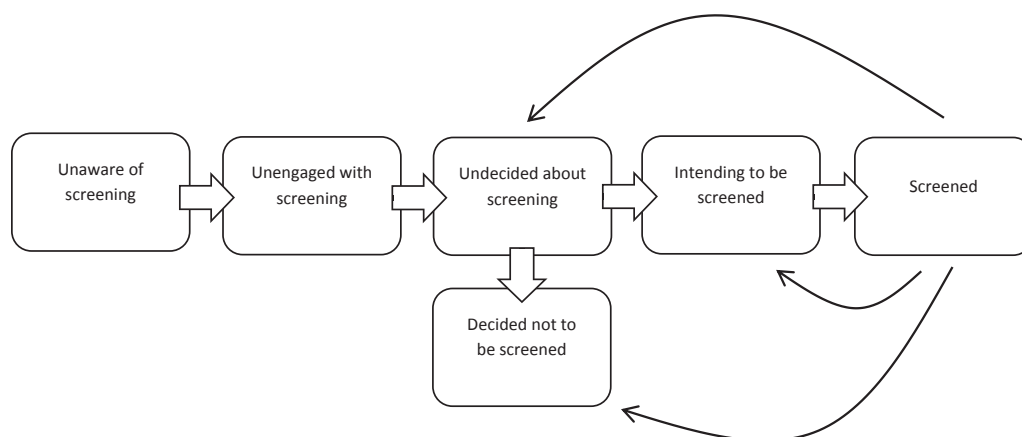 Unaware of
screening
Unengaged with
screening
Undecided about
screening
Intending to be
screened
Screened
Decided not to
be screened